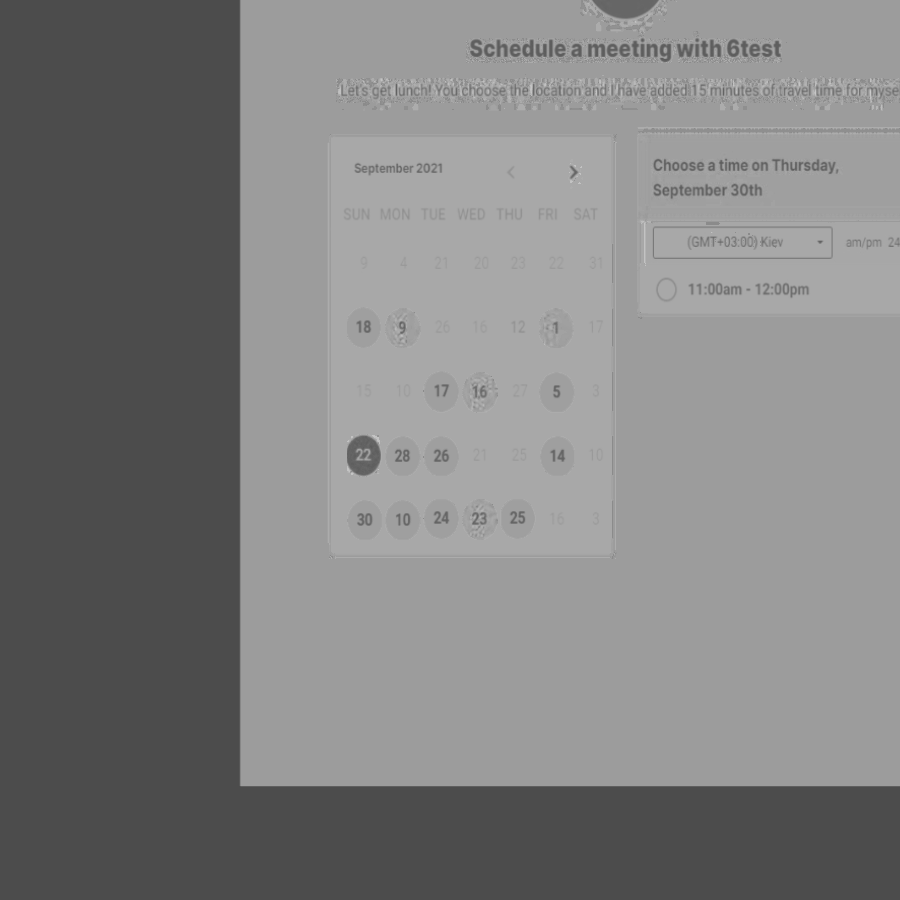 Schedule a meeting with 6test
Let's get lunch! You choose the location and I have added 15 minutes of travel time for myse
September 2021
SUN MON TUE WED THU FRI SAT
9 4 21 20 23 22 31
18 9 26 16 12 1 17
15 10 17 16 27 5 3
22 28 26 21 25 14 10
30 10 24 23 25 16 3
Choose a time on Thursday,
September 30th
(GMT+03:00) Kiev am/pm 24
11:00am - 12:00pm